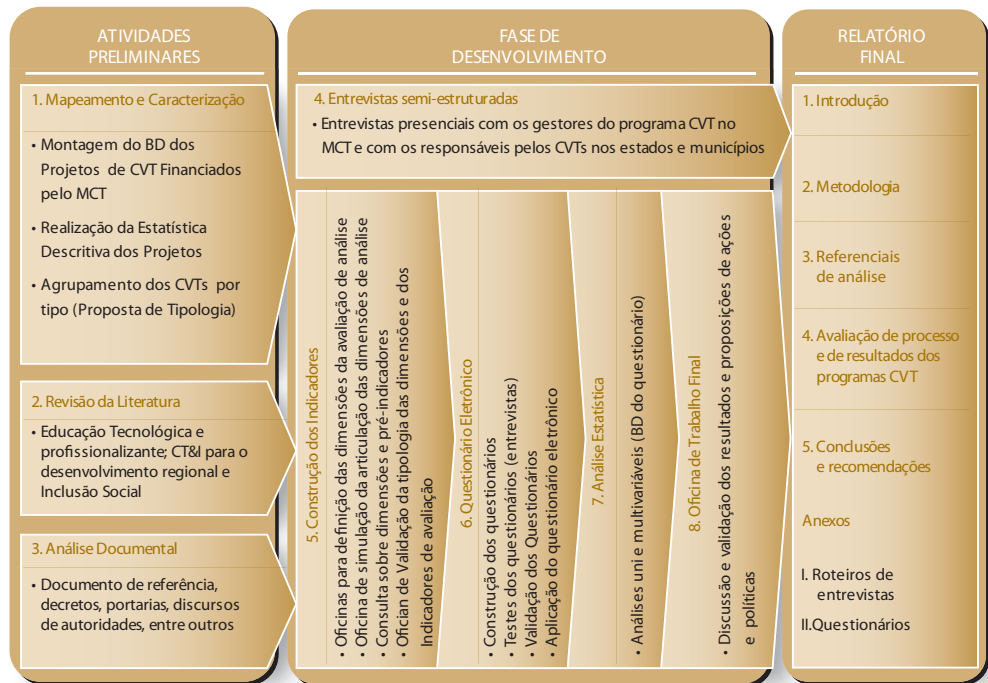 ATIVIDADES
PRELIMINARES
1. Mapeamento e Caracterização
• Montagem do BD dos
Projetos de CVT Financiados
pelo MCT
• Realização da Estatística
Descritiva dos Projetos
• Agrupamento dos CVTs por
tipo (Proposta de Tipologia)
2. Revisão da Literatura
• Educação Tecnológica e
profissionalizante; CT&I para o
desenvolvimento regional e
Inclusão Social
3. Análise Documental
• Documento de referência,
decretos, portarias, discursos
de autoridades, entre outros
FASE DE
DESENVOLVIMENTO
4. Entrevistas semi-estruturadas
• Entrevistas presenciais com os gestores do programa CVT no
MCT e com os responsáveis pelos CVTs nos estados e municípios
5. Construção dos Indicadores
• Oficinas para definição das dimensões da avaliação de análise
• Oficina de simulação da articulação das dimensões de análise
• Consulta sobre dimensões e pré-indicadores
• Ofician de Validação da tipologia das dimensões e dos
Indicadores de avaliação
6. Questionário Eletrônico
• Construção dos questionários
• Testes dos questionários (entrevistas)
• Validação dos Questionários
• Aplicação do questionário eletrônico
7. Análise Estatística
• Análises uni e multivariáveis (BD do questionário)
8. Oficina de Trabalho Final
• Discussão e validação dos resultados e proposições de ações
e políticas
RELATÓRIO
FINAL
1. Introdução
2. Metodologia
3. Referenciais
de análise
4. Avaliação de processo
e de resultados dos
programas CVT
5. Conclusões
e recomendações
Anexos
I. Roteiros de
entrevistas
II.Questionários